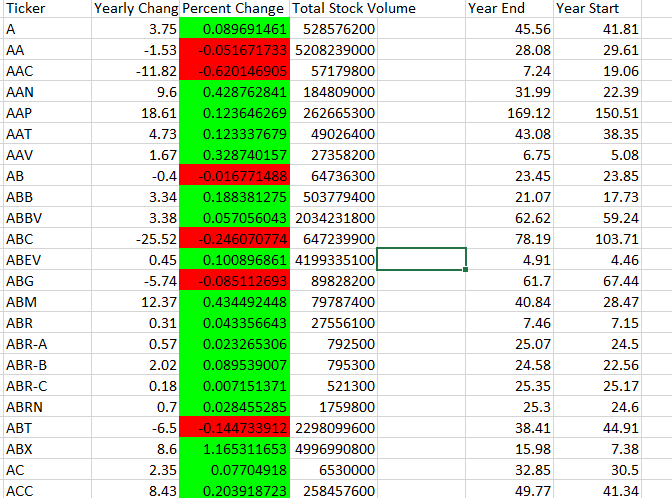 Ticker Yearly Chang Percent Change Total Stock Volume Year End Year Start
A 3.75 0.089691461 528576200 45.56 41.81
AA -1.53 -0.051671733 5208239000 28.08 29.61
AAC -11.82 -0.620146905 57179800 7.24 19.06
AAN 9.6 0.428762841 184809000 31.99 22.39
AAP 18.61 0.123646269 262665300 169.12 150.51
AAT 4.73 0.123337679 49026400 43.08 38.35
AAV 1.67 0.328740157 27358200 6.75 5.08
AB -0.4 -0.016771488 64736300 23.45 23.85
ABB 3.34 0.188381275 503779400 21.07 17.73
ABBV 3.38 0.057056043 2034231800 62.62 59.24
ABC -25.52 -0.246070774 647239900 78.19 103.71
ABEV 0.45 0.100896861 4199335100 4.91 4.46
ABG -5.74 -0.085112693 89828200 61.7 67.44
ABM 12.37 0.434492448 79787400 40.84 28.47
ABR 0.31 0.043356643 27556100 7.46 7.15
ABR-A 0.57 0.023265306 792500 25.07 24.5
ABR-B 2.02 0.089539007 795300 24.58 22.56
ABR-C 0.18 0.007151371 521300 25.35 25.17
ABRN 0.7 0.028455285 1759800 25.3 24.6
ABT -6.5 -0.144733912 2298099600 38.41 44.91
ABX 8.6 1.165311653 4996990800 15.98 7.38
AC 2.35 0.07704918 6530000 32.85 30.5
ACC 8.43 0.203918723 258457600 49.77 41.34